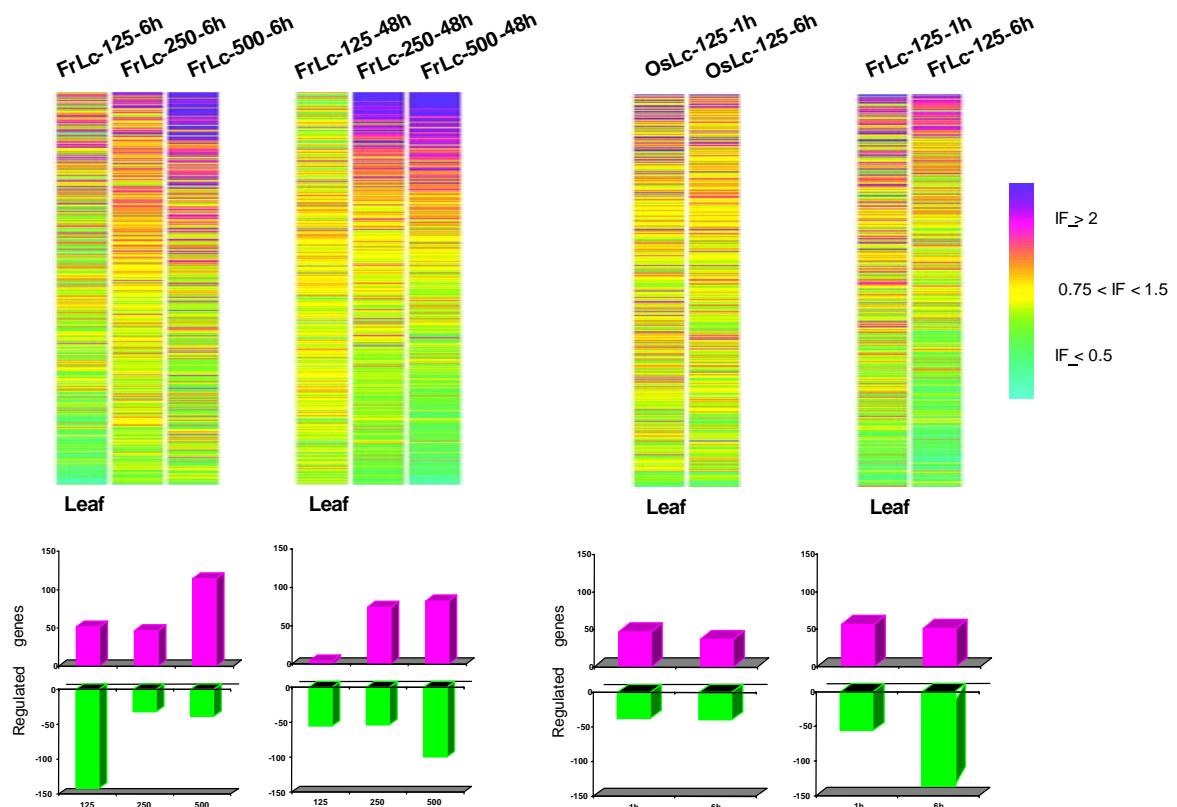 FrLc-125-6h
FrLc-250-6h
FrLc-500-6h
FrLc-125-48h
FrLc-250-48h
FrLc-500-48h
OsLc-125-1h
OsLc-125-6h
FrLc-125-1h
FrLc-125-6h
IF ≥ 2
0.75 < IF < 1.5
IF ≤ 0.5
Leaf
Leaf
Leaf
Leaf
Regulated genes
150
100
50
0
0
-50
-100
-150
125 250 500
150
100
50
0
0
-50
-100
-150
125 250 500
Regulated genes
150
100
50
0
0
-50
-100
-150
1h 6h
150
100
50
0
0
-50
-100
-150
1h 6h